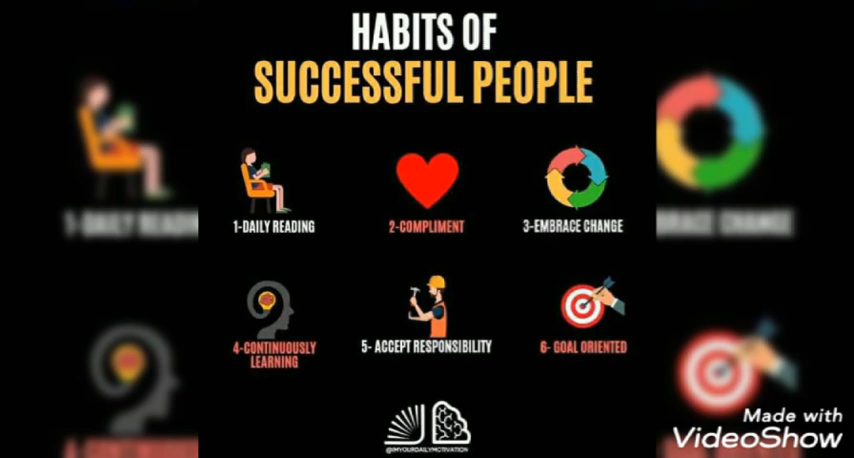 HABITS OF
SUCCESSFUL PEOPLE
1-DAILY READING
2-COMPLIMENT
3-EMBRACE CHANGE
4-CONTINUOUSLY
LEARNING
5- ACCEPT RESPONSIBILITY
6- GOAL ORIENTED
@IMYOURDAILYMOTIVATION
Made with
VideoShow